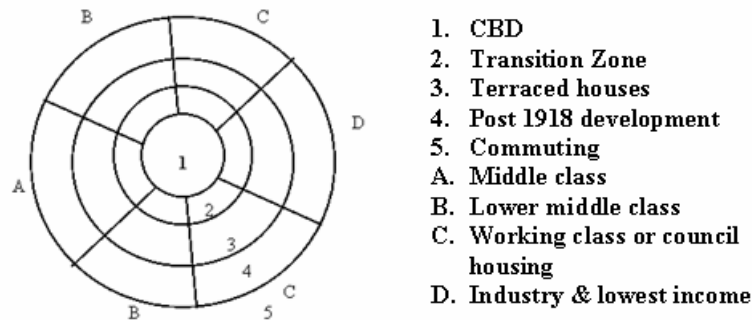 B
C
D
A
1
2
3
4
B
5
C
1. CBD
2. Transition Zone
3. Terraced houses
4. Post 1918 development
5. Commuting
A. Middle class
B. Lower middle class
C. Working class or council
housing
D. Industry & lowest income